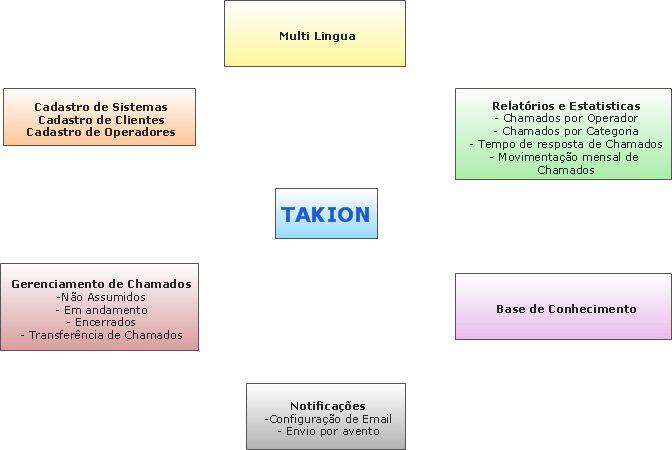 Multi Lingua
Cadastro de Sistemas
Cadastro de Clientes
Cadastro de Operadores
Relatórios e Estatisticas
- Chamados por Operador
- Chamados por Categoria
- Tempo de resposta de Chamados
- Movimentação mensal de
Chamados
TAKION
Gerenciamento de Chamados
-Não Assumidos
- Em andamento
- Encerrados
- Transferência de Chamados
Base de Conhecimento
Notificações
-Configuração de Email
- Envio por avento